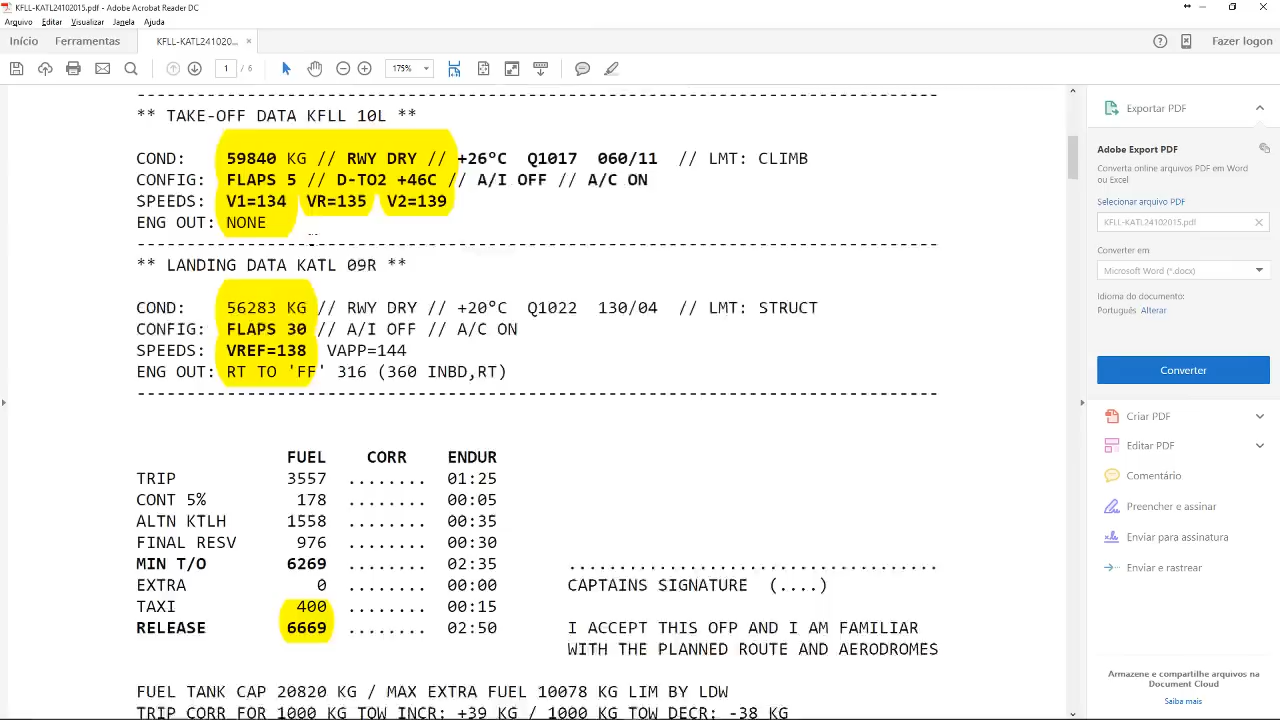 KFLL-KATL24102015.pdf - Adobe Acrobat Reader DC
Arquivo Editar Visualizar Janela Ajuda
Início Ferramentas KFLL-KATL241020... × Fazer logon
1 / 6 175%
** TAKE-OFF DATA KFLL 10L **
COND: 59840 KG // RWY DRY // +26ºC Q1017 060/11 // LMT: CLIMB
CONFIG: FLAPS 5 // D-TO2 +46C // A/I OFF // A/C ON
SPEEDS: V1=134 VR=135 V2=139
ENG OUT: NONE
** LANDING DATA KATL 09R **
COND: 56283 KG // RWY DRY // +20ºC Q1022 130/04 // LMT: STRUCT
CONFIG: FLAPS 30 // A/I OFF // A/C ON
SPEEDS: VREF=138 VAPP=144
ENG OUT: RT TO 'FF' 316 (360 INBD,RT)
FUEL CORR ENDUR
TRIP 3557 ........ 01:25
CONT 5% 178 ........ 00:05
ALTN KTLH 1558 ........ 00:35
FINAL RESV 976 ........ 00:30
MIN T/O 6269 ........ 02:35 .....................................
EXTRA 0 ........ 00:00 CAPTAINS SIGNATURE (....)
TAXI 400 ........ 00:15
RELEASE 6669 ........ 02:50 I ACCEPT THIS OFP AND I AM FAMILIAR
WITH THE PLANNED ROUTE AND AERODROMES
FUEL TANK CAP 20820 KG / MAX EXTRA FUEL 10078 KG LIM BY LDW
TRIP CORR FOR 1000 KG TOW INCR: +39 KG / 1000 KG TOW DECR: -38 KG
Exportar PDF
Adobe Export PDF
Converta online arquivos PDF em Word
ou Excel
Selecionar arquivo PDF
KFLL-KATL24102015.pdf
Converter em
Microsoft Word (*.docx)
Idioma do documento:
Português Alterar
Converter
Criar PDF
Editar PDF
Comentário
Preencher e assinar
Enviar para assinatura
Enviar e rastrear
Armazene e compartilhe arquivos na
Document Cloud
Saiba mais